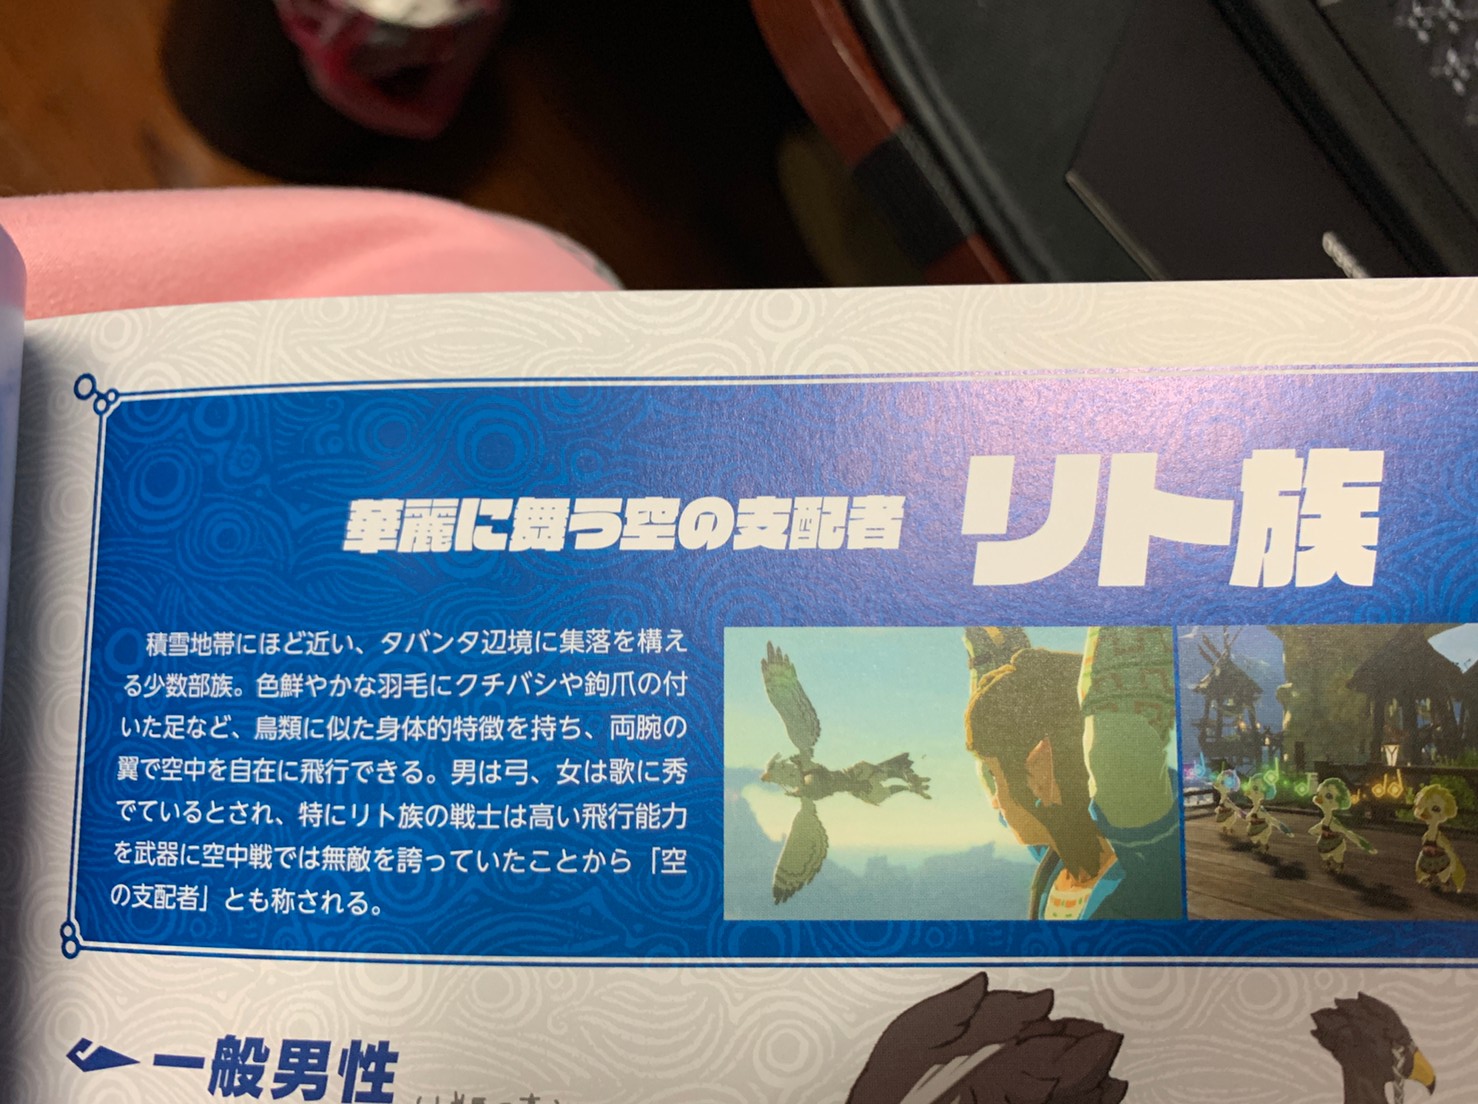 華麗に舞う空の支配者 リト族
積雪地帯にほど近い、タバンタ辺境に集落を構え
る少数部族。色鮮やかな羽毛にクチバシや鉤爪の付
いた足など、鳥類に似た身体的特徴を持ち、両腕の
翼で空中を自在に飛行できる。男は弓、女は歌に秀
でているとされ、特にリト族の戦士は高い飛行能力
を武器に空中戦では無敵を誇っていたことから「空
の支配者」とも称される。
一般男性